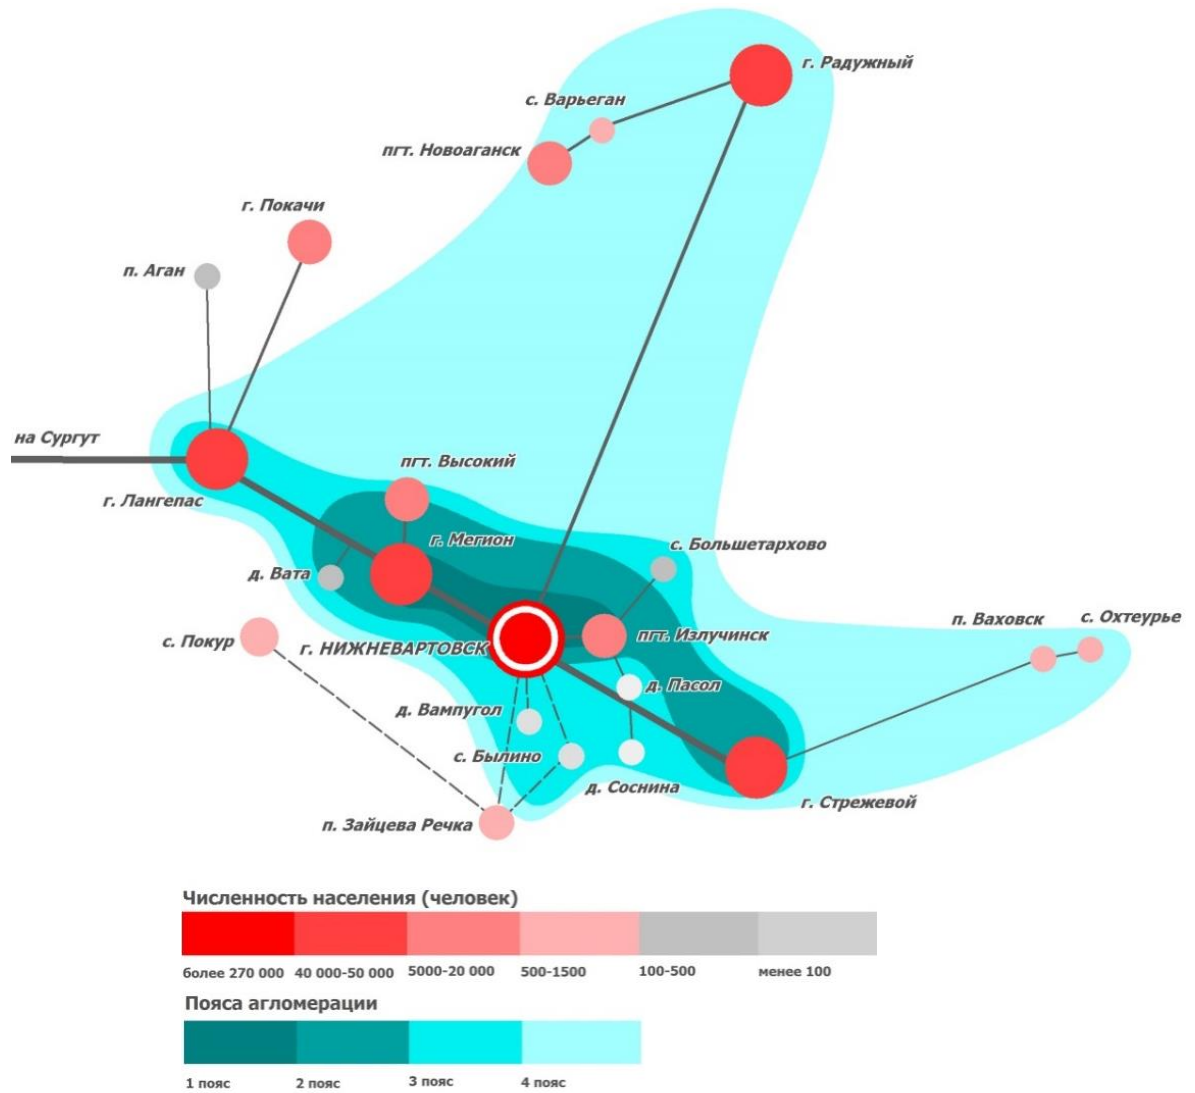 г. Радужный
с. Варьеган
пгт. Новоаганск
г. Покачи
п. Аган
на Сургут
пгт. Высокий
г. Лангепас
г. Мегион
с. Большетархово
д. Вата
п. Ваховск
с. Охтеурье
с. Покур
г. НИЖНЕВАРТОВСК
пгт. Излучинск
д. Пасол
д. Вампугол
с. Былино
д. Соснина
г. Стрежевой
п. Зайцева Речка
Численность населения (человек)
более 270 000
40 000-50 000
5000-20 000
500-1500
100-500
менее 100
Пояса агломерации
1 пояс
2 пояс
3 пояс
4 пояс